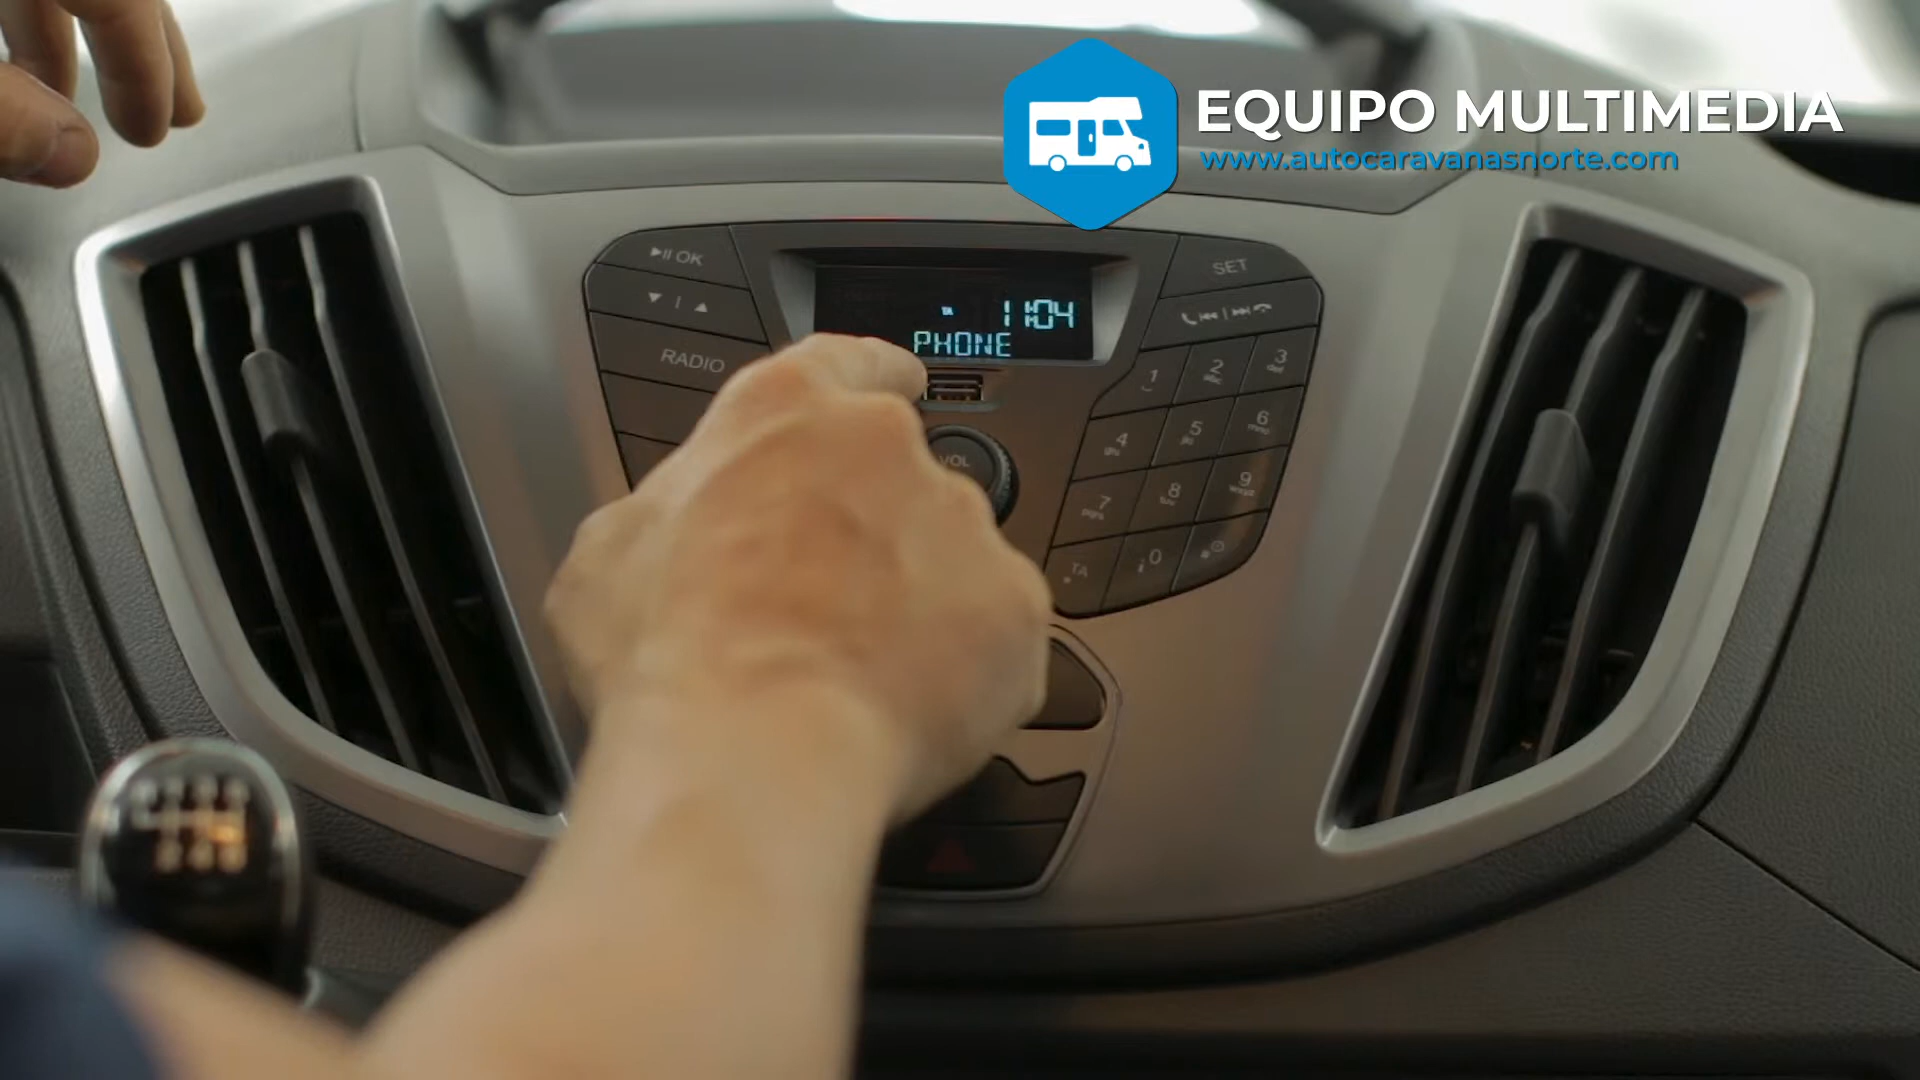 EQUIPO MULTIMEDIA
www.autocaravanasnorte.com
OK
SET
11:04
PHONE
RADIO
VOL
1 2 3
4 5 6
7 8 9
TA 0